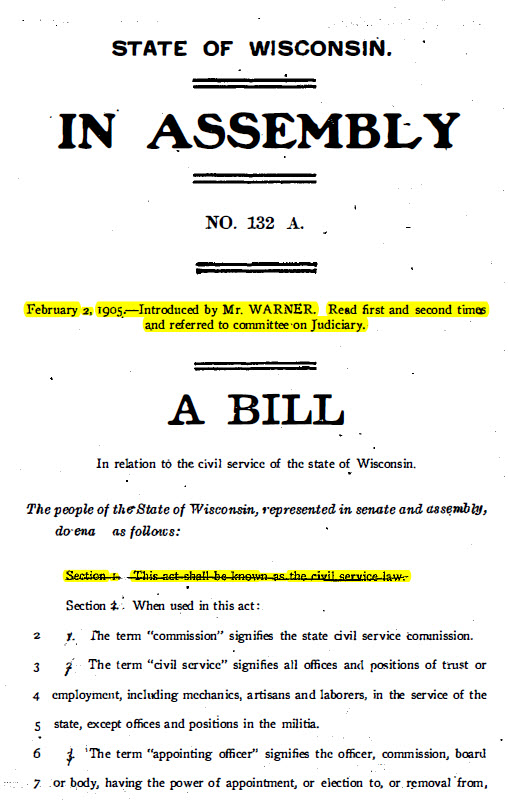 STATE OF WISCONSIN.
IN ASSEMBLY
NO. 132 A.
February 2, 1905.—Introduced by Mr. WARNER. Read first and second times
and referred to committee on Judiciary.
A BILL
In relation to the civil service of the state of Wisconsin.
The people of the State of Wisconsin, represented in senate and assembly,
do ena as follows:
Section 1. This act shall be known as the civil service law.
Section 2. When used in this act:
2 1. The term "commission" signifies the state civil service commission.
3 2 The term "civil service" signifies all offices and positions of trust or
4 employment, including mechanics, artisans and laborers, in the service of the
5 state, except offices and positions in the militia.
6 3 The term "appointing officer" signifies the officer, commission, board
7 or body, having the power of appointment, or election to, or removal from,